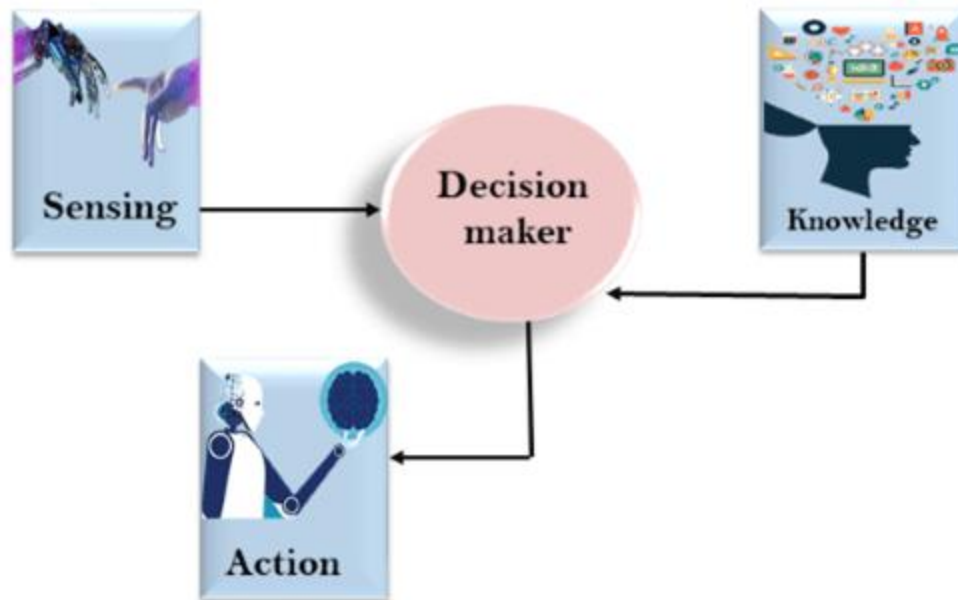 Sensing
Decision
maker
Knowledge
Action